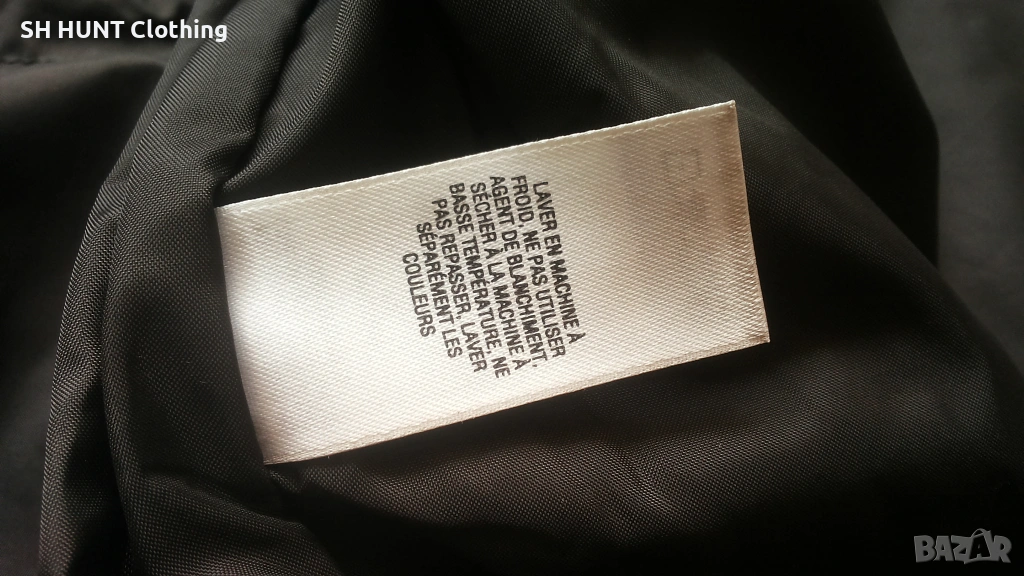 SH HUNT Clothing
LAVER EN MACHINE À
FROID. NE PAS UTILISER
AGENT DE BLANCHIMENT.
SÉCHER À LA MACHINE À
BASSE TEMPÉRATURE. NE
PAS REPASSER. LAVER
SÉPARÉMENT LES
COULEURS
BAZAR